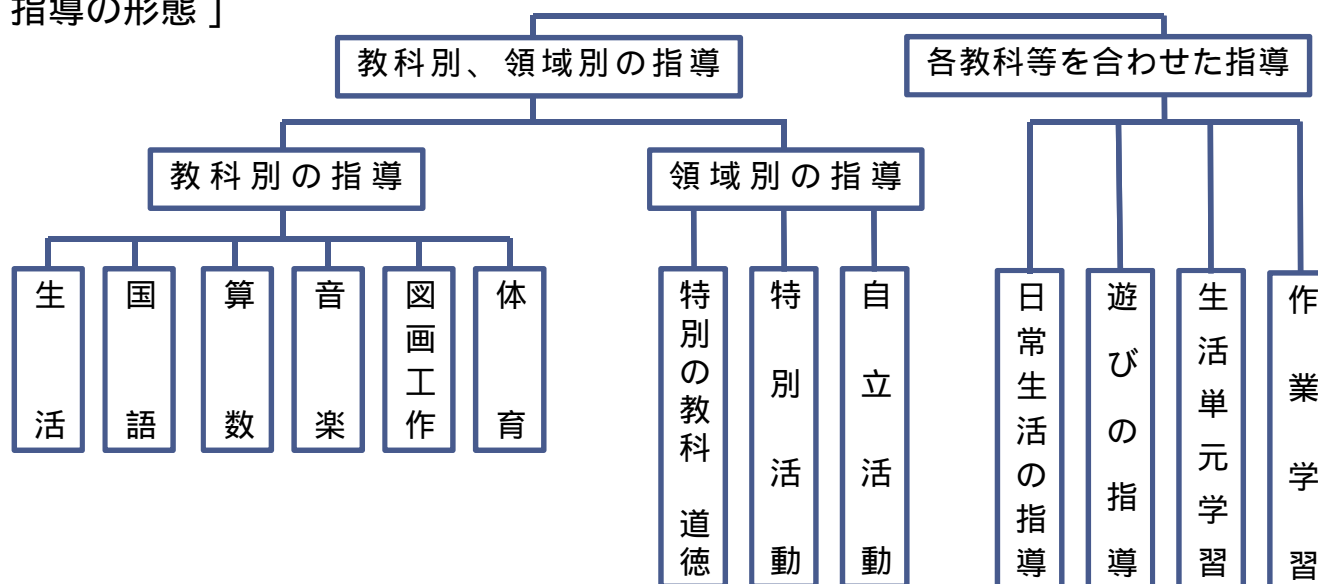 指導の形態 ]
教科別、領域別の指導
各教科等を合わせた指導
教科別の指導
領域別の指導
生活
国語
算数
音楽
図画工作
体育
特別の教科 道徳
特別活動
自立活動
日常生活の指導
遊びの指導
生活単元学習
作業学習